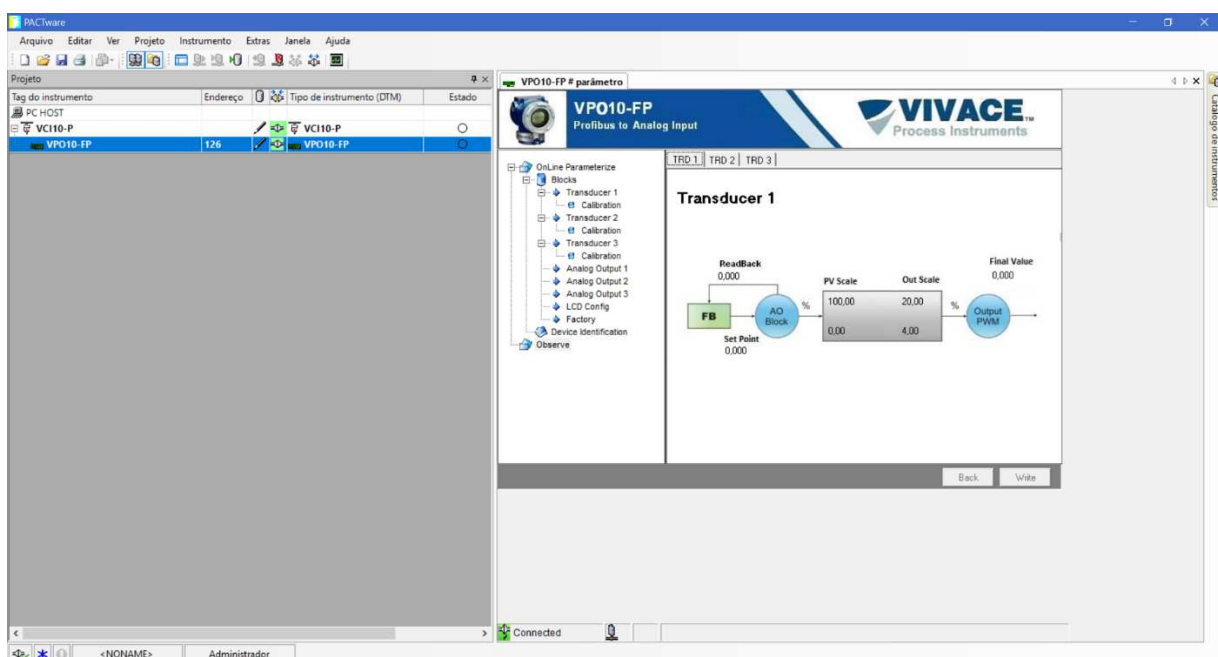 PACTware
Arquivo Editar Ver Projeto Instrumento Extras Janela Ajuda
Projeto
Tag do instrumento Endereço Tipo de instrumento (DTM) Estado
PC HOST
VCI10-P VCI10-P
VPO10-FP 126 VPO10-FP
VPO10-FP # parâmetro
VPO10-FP
Profibus to Analog Input
VIVACE TM
Process Instruments
OnLine Parameterize
Blocks
Transducer 1
Calibration
Transducer 2
Calibration
Transducer 3
Calibration
Analog Output 1
Analog Output 2
Analog Output 3
LCD Config
Factory
Device Identification
Observe
TRD 1 TRD 2 TRD 3
Transducer 1
ReadBack
0,000
FB
AO
Block
Set Point
0,000
%
PV Scale Out Scale
100,00 20,00
0,00 4,00
%
Final Value
0,000
Output
PWM
Back Write
Catálogo de instrumentos
Connected
<NONAME> Administrador